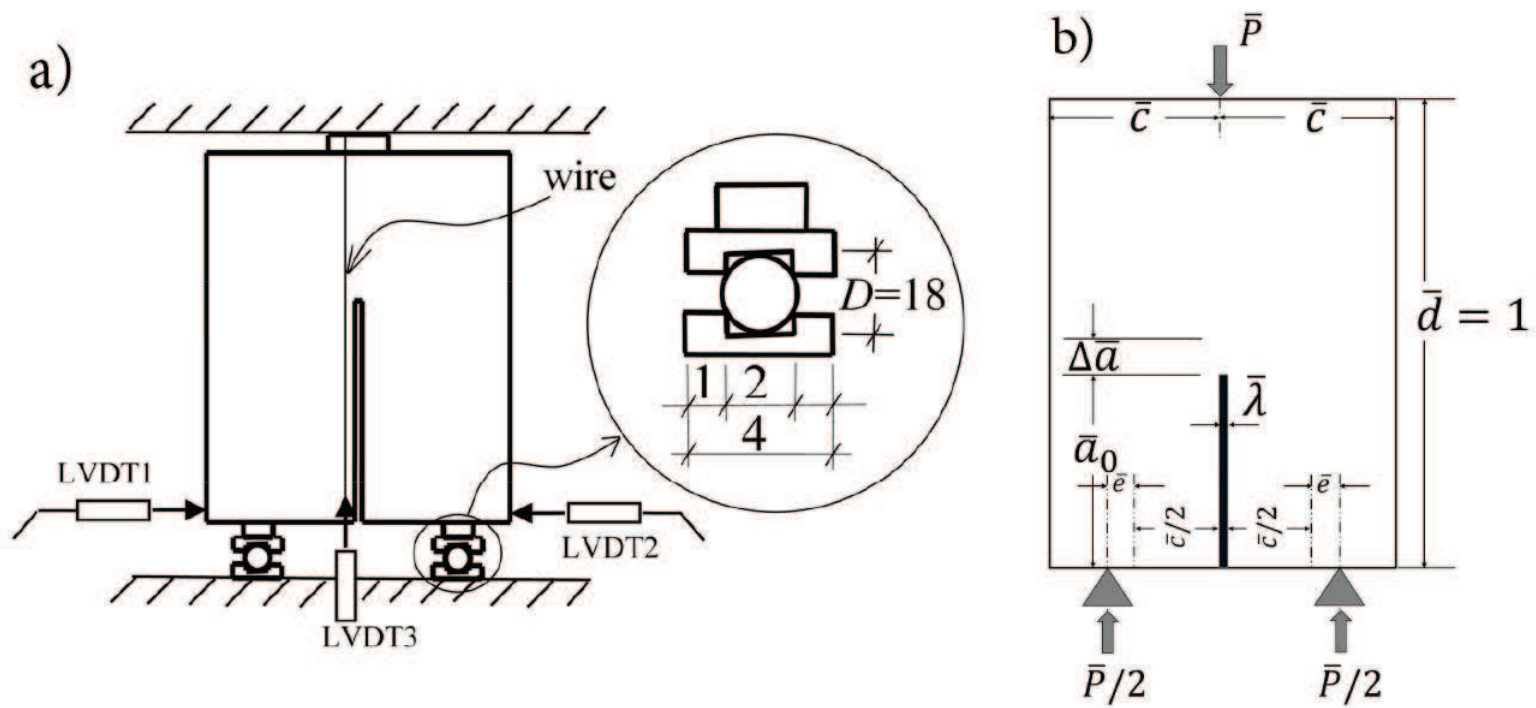 a)
wire
D=18
1 2
4
LVDT1
LVDT2
LVDT3
b)
P̄
c̄ c̄
d̄ = 1
Δā
λ̄
ā₀
ē ē
c̄/2 c̄/2
P̄/2 P̄/2